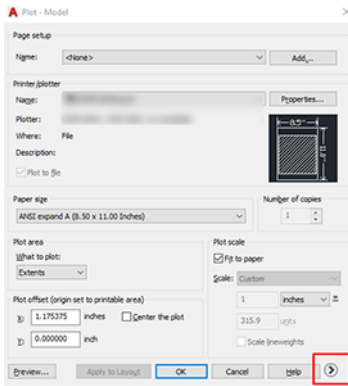 Plot - Model
Page setup
Name: <None> Add...
Printer/plotter
Name: Properties...
Plotter:
Where: File
Description:
Plot to file
8.5"
11.0"
Paper size
ANSI expand A (8.50 x 11.00 Inches)
Number of copies
1
Plot area
What to plot:
Extents
Plot scale
Fit to paper
Scale: Custom
1 inches =
315.9 units
Scale lineweights
Plot offset (origin set to printable area)
X: 1.175375 inches Center the plot
Y: 0.000000 inch
Preview... Apply to Layout OK Cancel Help